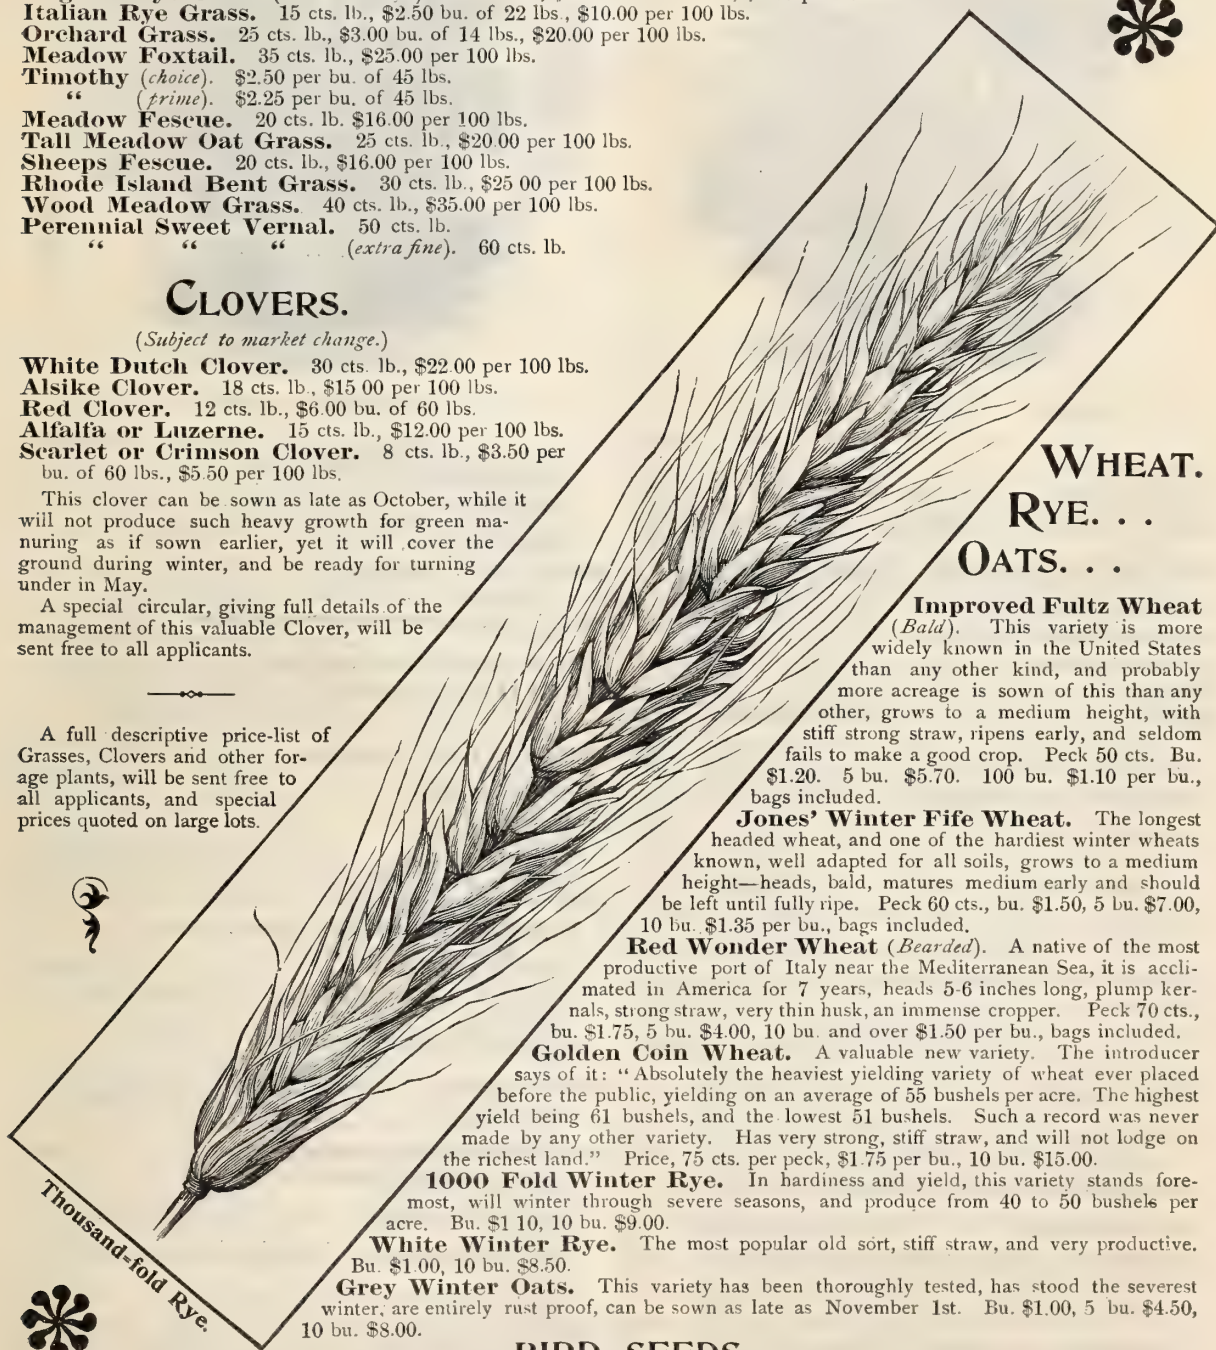 Italian Rye Grass. 15 cts. lb., $2.50 bu. of 22 lbs., $10.00 per 100 lbs.
Orchard Grass. 25 cts. lb., $3.00 bu. of 14 lbs., $20.00 per 100 lbs.
Meadow Foxtail. 35 cts. lb., $25.00 per 100 lbs.
Timothy (choice). $2.50 per bu. of 45 lbs.
“ (prime). $2.25 per bu. of 45 lbs.
Meadow Fescue. 20 cts. lb. $16.00 per 100 lbs.
Tall Meadow Oat Grass. 25 cts. lb., $20.00 per 100 lbs.
Sheeps Fescue. 20 cts. lb., $16.00 per 100 lbs.
Rhode Island Bent Grass. 30 cts. lb., $25 00 per 100 lbs.
Wood Meadow Grass. 40 cts. lb., $35.00 per 100 lbs.
Perennial Sweet Vernal. 50 cts. lb.
“ “ “ (extra fine). 60 cts. lb.
CLOVERS.
(Subject to market change.)
White Dutch Clover. 30 cts. lb., $22.00 per 100 lbs.
Alsike Clover. 18 cts. lb., $15 00 per 100 lbs.
Red Clover. 12 cts. lb., $6.00 bu. of 60 lbs.
Alfalfa or Luzerne. 15 cts. lb., $12.00 per 100 lbs.
Scarlet or Crimson Clover. 8 cts. lb., $3.50 per
bu. of 60 lbs., $5.50 per 100 lbs.
This clover can be sown as late as October, while it
will not produce such heavy growth for green ma-
nuring as if sown earlier, yet it will cover the
ground during winter, and be ready for turning
under in May.
A special circular, giving full details of the
management of this valuable Clover, will be
sent free to all applicants.
A full descriptive price-list of
Grasses, Clovers and other for-
age plants, will be sent free to
all applicants, and special
prices quoted on large lots.
Thousand-fold Rye.
WHEAT.
RYE. . .
OATS. . .
Improved Fultz Wheat
(Bald). This variety is more
widely known in the United States
than any other kind, and probably
more acreage is sown of this than any
other, grows to a medium height, with
stiff strong straw, ripens early, and seldom
fails to make a good crop. Peck 50 cts. Bu.
$1.20. 5 bu. $5.70. 100 bu. $1.10 per bu.,
bags included.
Jones’ Winter Fife Wheat. The longest
headed wheat, and one of the hardiest winter wheats
known, well adapted for all soils, grows to a medium
height—heads, bald, matures medium early and should
be left until fully ripe. Peck 60 cts., bu. $1.50, 5 bu. $7.00,
10 bu. $1.35 per bu., bags included.
Red Wonder Wheat (Bearded). A native of the most
productive port of Italy near the Mediterranean Sea, it is accli-
mated in America for 7 years, heads 5-6 inches long, plump ker-
nals, strong straw, very thin husk, an immense cropper. Peck 70 cts.,
bu. $1.75, 5 bu. $4.00, 10 bu. and over $1.50 per bu., bags included.
Golden Coin Wheat. A valuable new variety. The introducer
says of it: “Absolutely the heaviest yielding variety of wheat ever placed
before the public, yielding on an average of 55 bushels per acre. The highest
yield being 61 bushels, and the lowest 51 bushels. Such a record was never
made by any other variety. Has very strong, stiff straw, and will not lodge on
the richest land.” Price, 75 cts. per peck, $1.75 per bu., 10 bu. $15.00.
1000 Fold Winter Rye. In hardiness and yield, this variety stands fore-
most, will winter through severe seasons, and produce from 40 to 50 bushels per
acre. Bu. $1 10, 10 bu. $9.00.
White Winter Rye. The most popular old sort, stiff straw, and very productive.
Bu. $1.00, 10 bu. $8.50.
Grey Winter Oats. This variety has been thoroughly tested, has stood the severest
winter, are entirely rust proof, can be sown as late as November 1st. Bu. $1.00, 5 bu. $4.50,
10 bu. $8.00.
BIRD SEEDS